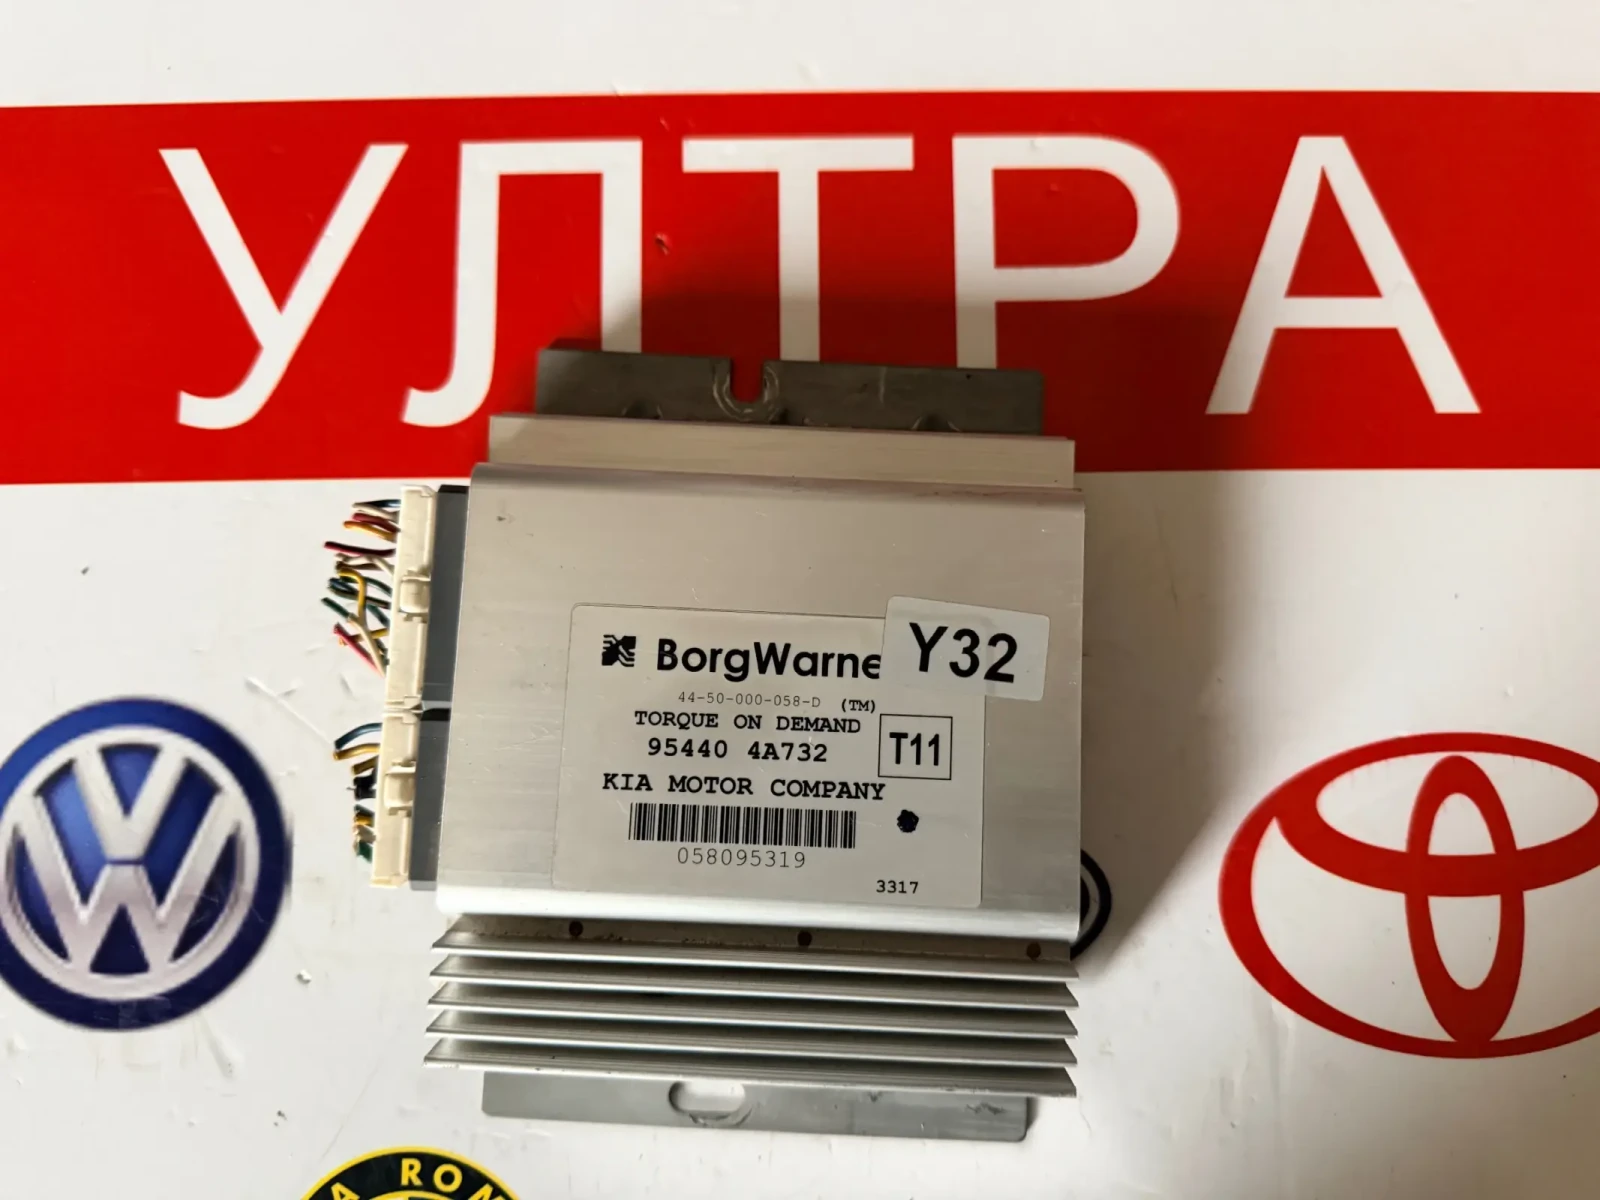 УЛТРА
BorgWarne
Y32
44-50-000-058-D (TM)
TORQUE ON DEMAND
95440 4A732
T11
KIA MOTOR COMPANY
058095319
3317
A RO